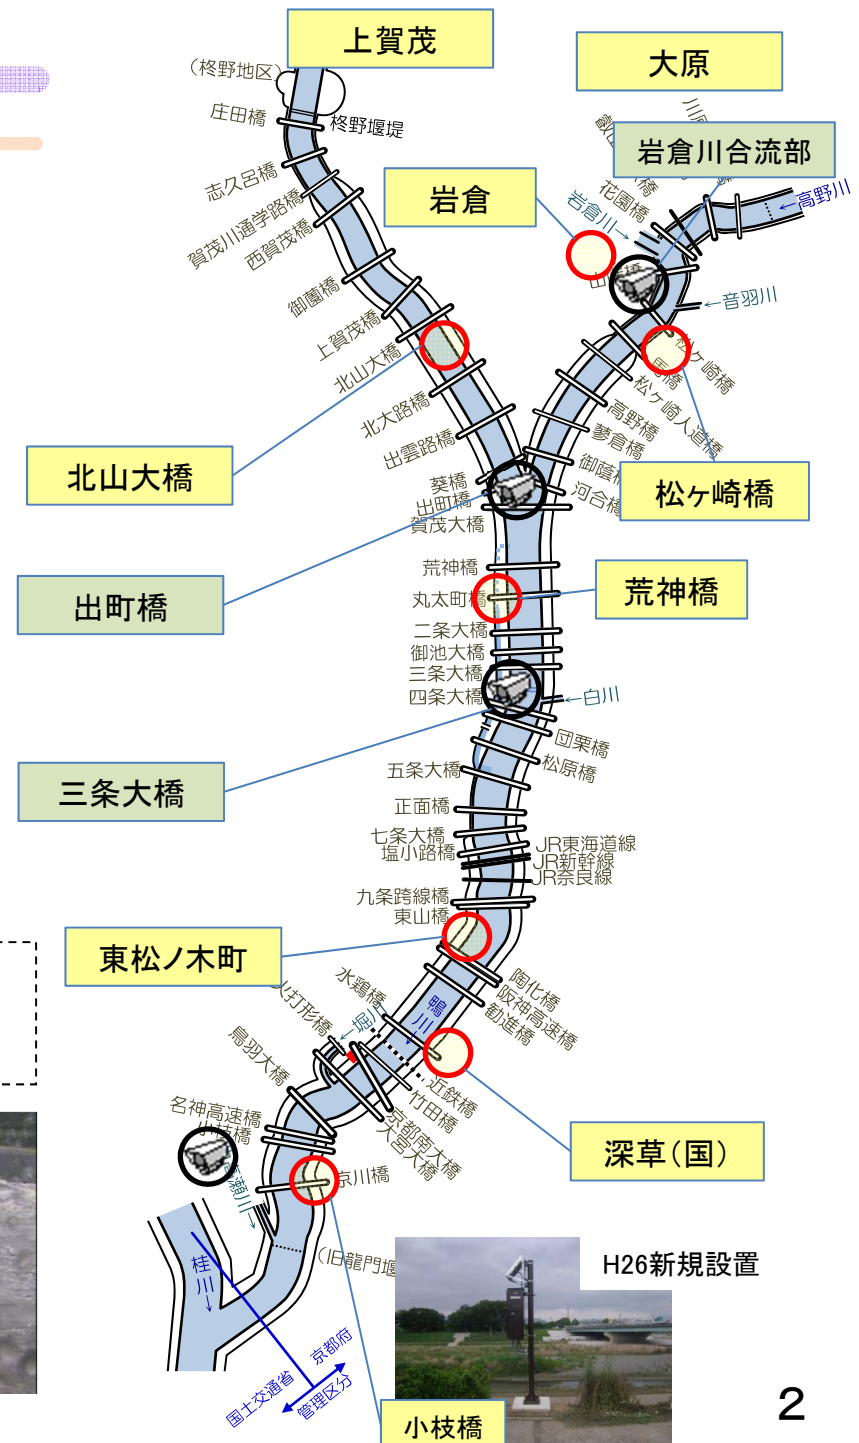 上賀茂
大原
(柊野地区)
庄田橋
柊野堰堤
岩倉川合流部
志久呂橋
岩倉
花園橋
岩倉川→
←高野川
賀茂川通学路橋
西賀茂橋
御薗橋
←音羽川
上賀茂橋
北山大橋
松ヶ崎橋
馬橋
松ヶ崎人道橋
北大路橋
高野橋
蓼倉橋
出雲路橋
北山大橋
松ヶ崎橋
葵橋
出町橋
河合橋
賀茂大橋
荒神橋
出町橋
荒神橋
丸太町橋
二条大橋
御池大橋
三条大橋
四条大橋
←白川
団栗橋
松原橋
三条大橋
五条大橋
正面橋
七条大橋
塩小路橋
JR東海道線
JR新幹線
JR奈良線
九条跨線橋
東山橋
東松ノ木町
水鶏橋
陶化橋
阪神高速橋
勧進橋
鴨川
←堀川
火打形橋
鳥羽大橋
近鉄橋
竹田橋
京都南大橋
大宮大橋
名神高速橋
小枝橋
深草(国)
京川橋
高瀬川→
(旧龍門堰
桂川→
H26新規設置
京都府
国土交通省
管理区分
小枝橋
2